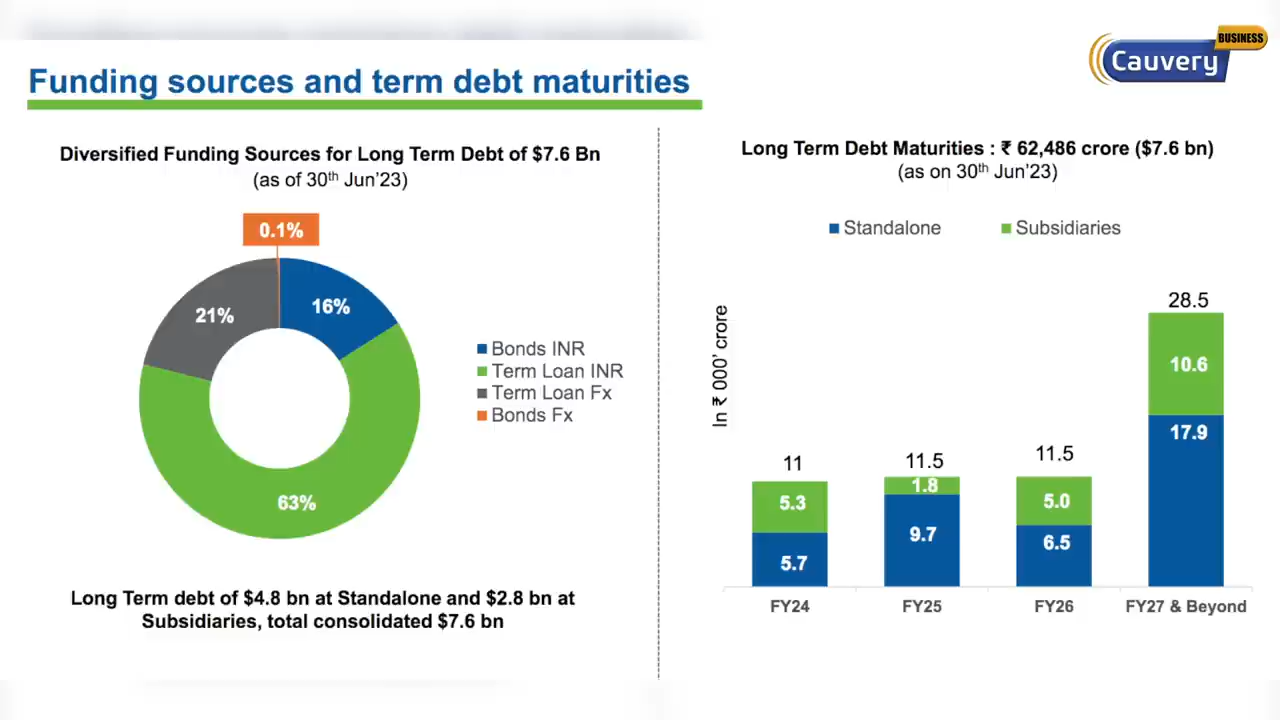 BUSINESS
Cauvery
Funding sources and term debt maturities
Diversified Funding Sources for Long Term Debt of $7.6 Bn
(as of 30th Jun’23)
0.1%
16%
21%
63%
Bonds INR
Term Loan INR
Term Loan Fx
Bonds Fx
Long Term debt of $4.8 bn at Standalone and $2.8 bn at
Subsidiaries, total consolidated $7.6 bn
Long Term Debt Maturities : ₹ 62,486 crore ($7.6 bn)
(as on 30th Jun’23)
Standalone Subsidiaries
In ₹ 000’ crore
28.5
10.6
17.9
11 11.5 11.5
5.3 1.8 5.0
5.7 9.7 6.5
FY24 FY25 FY26 FY27 & Beyond